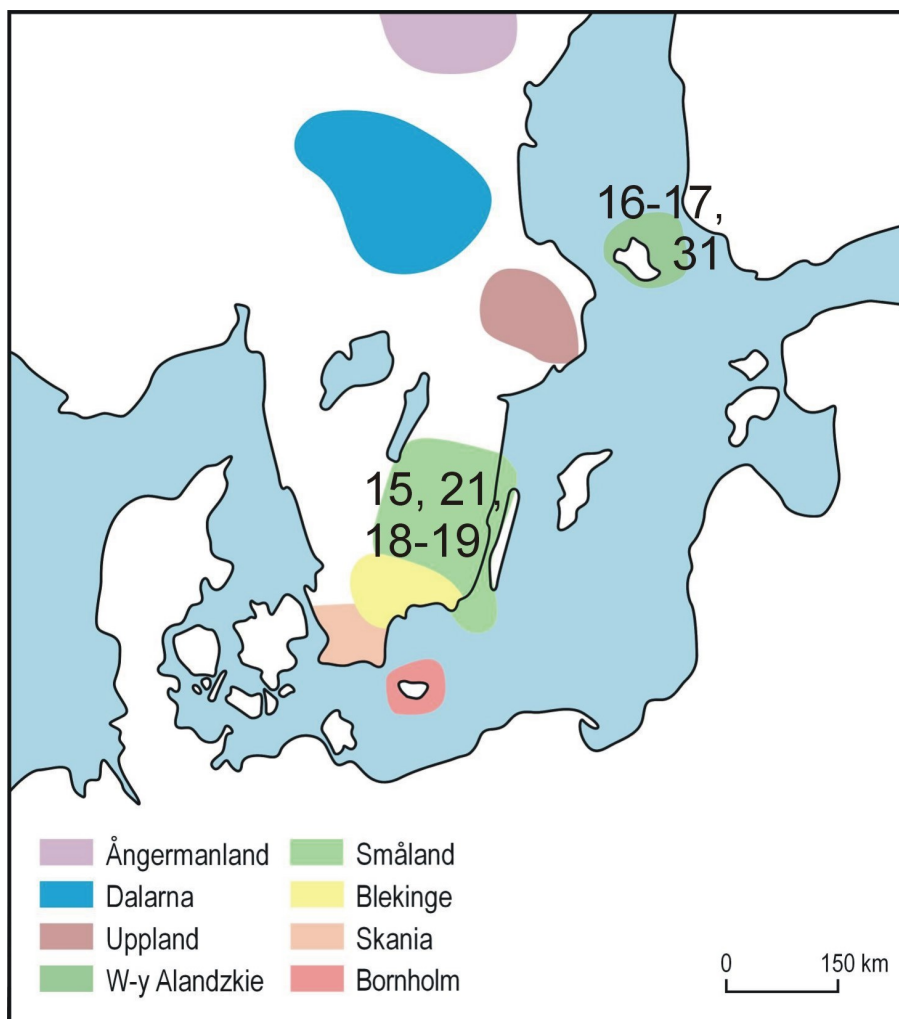 16-17,
31
15, 21,
18-19
Ångermanland
Dalarna
Uppland
W-y Alandzkie
Småland
Blekinge
Skania
Bornholm
0 150 km